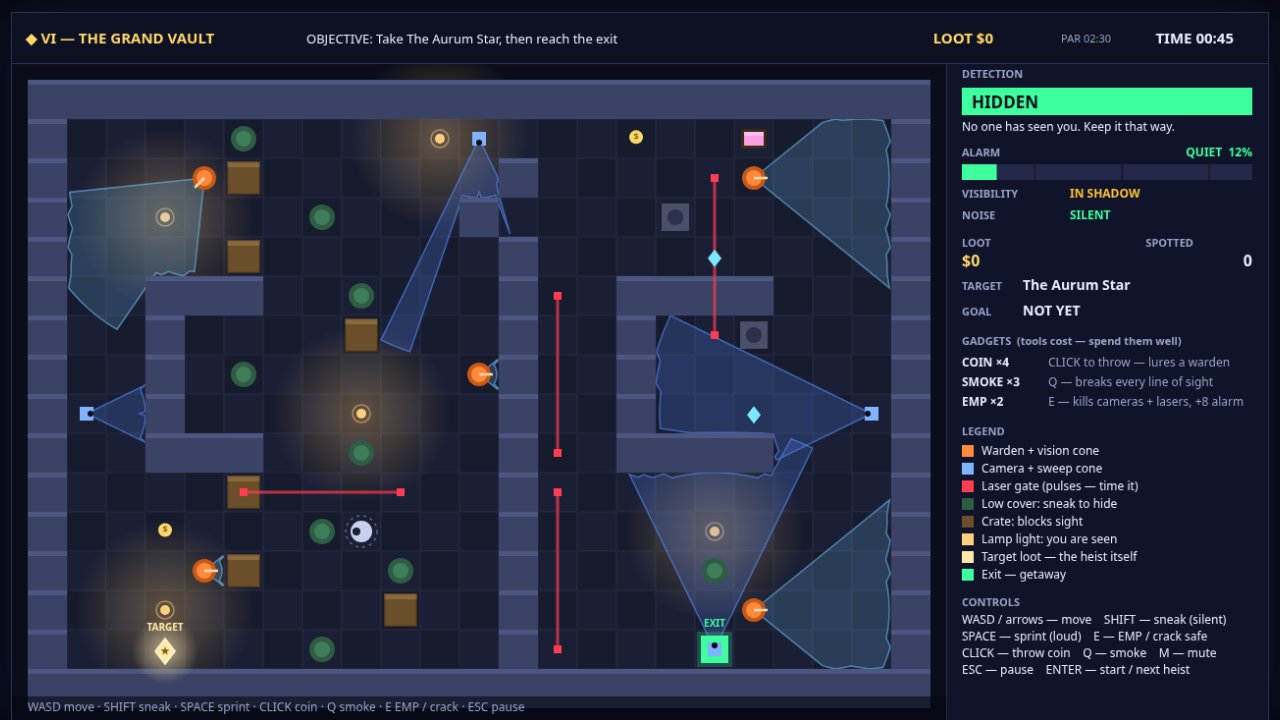 ◆ VI — THE GRAND VAULT
OBJECTIVE: Take The Aurum Star, then reach the exit
LOOT $0
PAR 02:30
TIME 00:45
DETECTION
HIDDEN
No one has seen you. Keep it that way.
ALARM QUIET 12%
VISIBILITY IN SHADOW
NOISE SILENT
LOOT SPOTTED
$0 0
TARGET The Aurum Star
GOAL NOT YET
GADGETS (tools cost — spend them well)
COIN ×4 CLICK to throw — lures a warden
SMOKE ×3 Q — breaks every line of sight
EMP ×2 E — kills cameras + lasers, +8 alarm
LEGEND
Warden + vision cone
Camera + sweep cone
Laser gate (pulses — time it)
Low cover: sneak to hide
Crate: blocks sight
Lamp light: you are seen
Target loot — the heist itself
Exit — getaway
CONTROLS
WASD / arrows — move SHIFT — sneak (silent)
SPACE — sprint (loud) E — EMP / crack safe
CLICK — throw coin Q — smoke M — mute
ESC — pause ENTER — start / next heist
$
$
TARGET
EXIT
WASD move · SHIFT sneak · SPACE sprint · CLICK coin · Q smoke · E EMP / crack · ESC pause